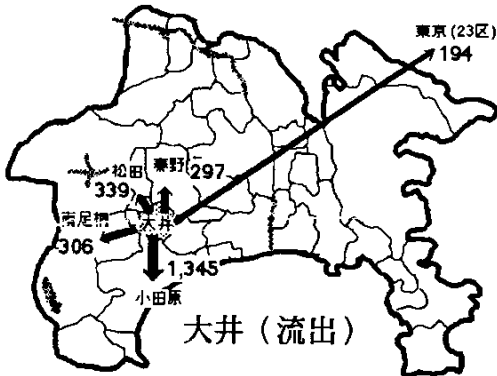 東京(23区)
194
松田
339
秦野
297
南足柄
306
大井
1,345
小田原
大井(流出)